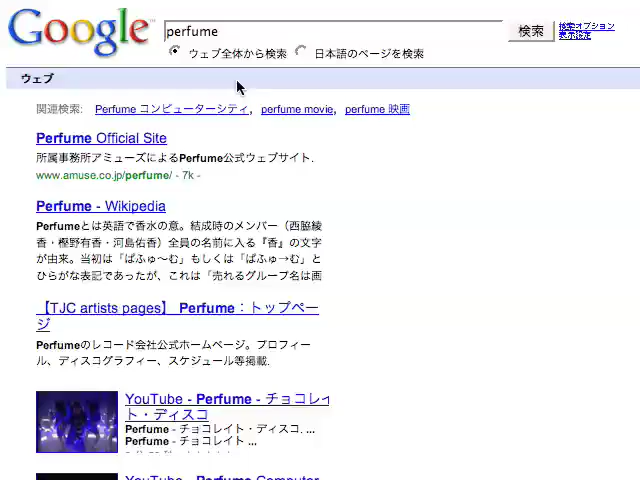 Google
perfume
検索
検索オプション
表示設定
ウェブ全体から検索 日本語のページを検索
ウェブ
関連検索: Perfume コンピューターシティ, perfume movie, perfume 映画
Perfume Official Site
所属事務所アミューズによるPerfume公式ウェブサイト.
www.amuse.co.jp/perfume/ - 7k -
Perfume - Wikipedia
Perfumeとは英語で香水の意。結成時のメンバー（西脇綾
香・樫野有香・河島佑香）全員の名前に入る『香』の文字
が由来。当初は「ぱふゅ〜む」もしくは「ぱふゅ→む」と
ひらがな表記であったが、これは「売れるグループ名は画
【TJC artists pages】 Perfume：トップペー
ジ
Perfumeのレコード会社公式ホームページ。プロフィー
ル、ディスコグラフィー、スケジュール等掲載.
YouTube - Perfume - チョコレイ
ト・ディスコ
Perfume - チョコレイト・ディスコ. ...
Perfume - チョコレイト ...
YouTube - Perfume Computer